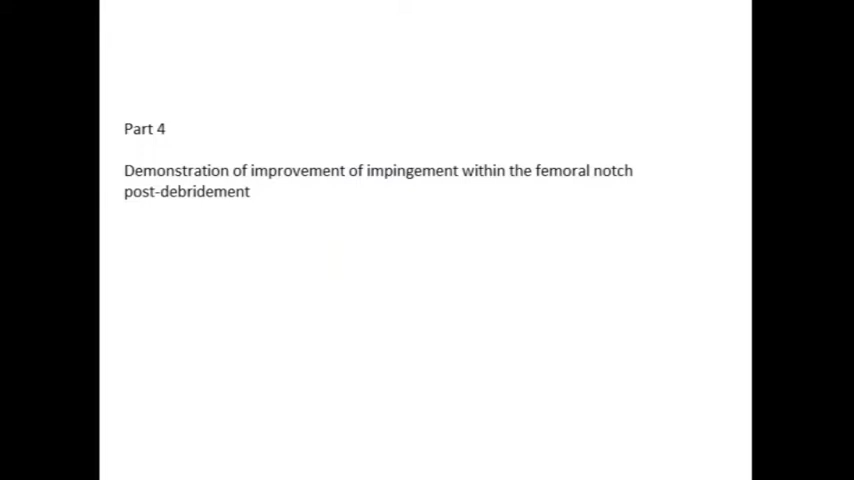 Part 4
Demonstration of improvement of impingement within the femoral notch
post-debridement